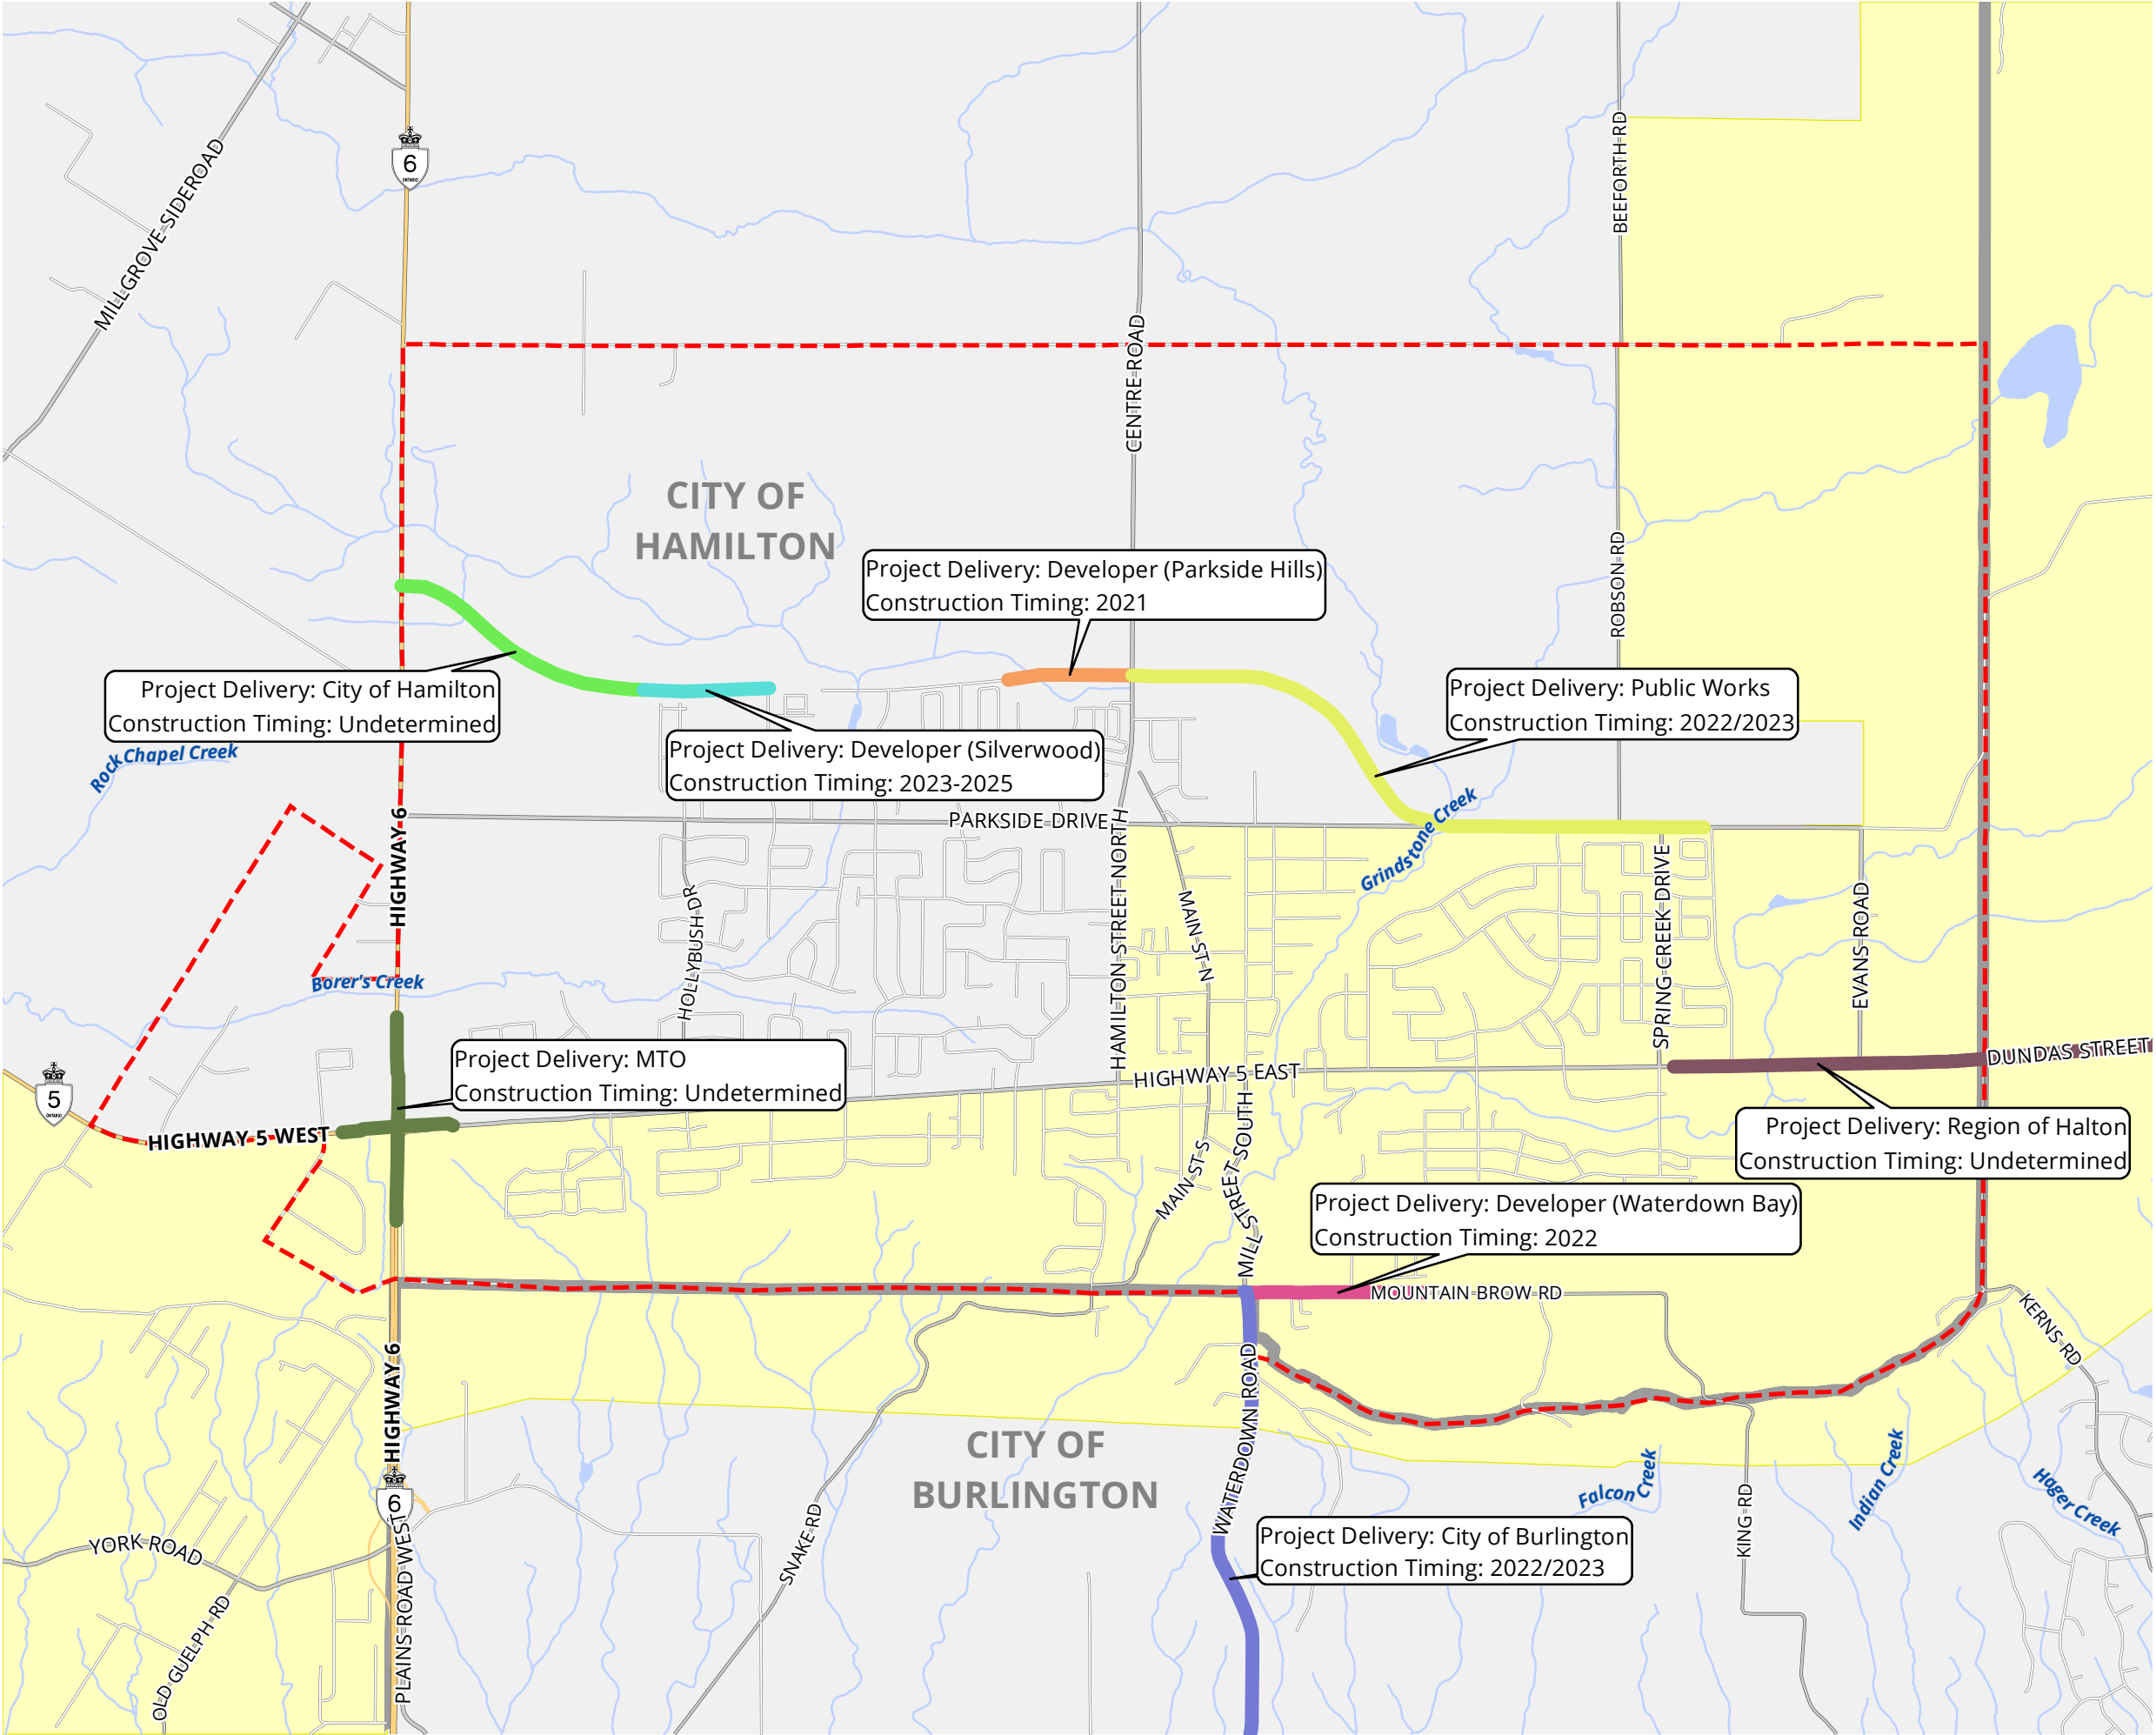 BEEFORTH RD
MILLGROVE SIDEROAD
6
ONTARIO
CENTRE ROAD
CITY OF
HAMILTON
ROBSON RD
Project Delivery: Developer (Parkside Hills)
Construction Timing: 2021
Project Delivery: City of Hamilton
Construction Timing: Undetermined
Project Delivery: Public Works
Construction Timing: 2022/2023
Project Delivery: Developer (Silverwood)
Construction Timing: 2023-2025
Rock Chapel Creek
HIGHWAY 6
PARKSIDE DRIVE
Grindstone Creek
HOLLYBUSH DR
HAMILTON STREET NORTH
MAIN ST N
SPRING CREEK DRIVE
EVANS ROAD
Borer's Creek
5
ONTARIO
HIGHWAY 5 WEST
Project Delivery: MTO
Construction Timing: Undetermined
HIGHWAY 5 EAST
DUNDAS STREET
Project Delivery: Region of Halton
Construction Timing: Undetermined
MAIN ST S
MILL STREET SOUTH
Project Delivery: Developer (Waterdown Bay)
Construction Timing: 2022
MOUNTAIN BROW RD
KERNS RD
HIGHWAY 6
WATERDOWN ROAD
CITY OF
BURLINGTON
6
Falcon Creek
Indian Creek
Hager Creek
KING RD
YORK ROAD
PLAINS ROAD WEST
SNAKE RD
OLD GUELPH RD
Project Delivery: City of Burlington
Construction Timing: 2022/2023